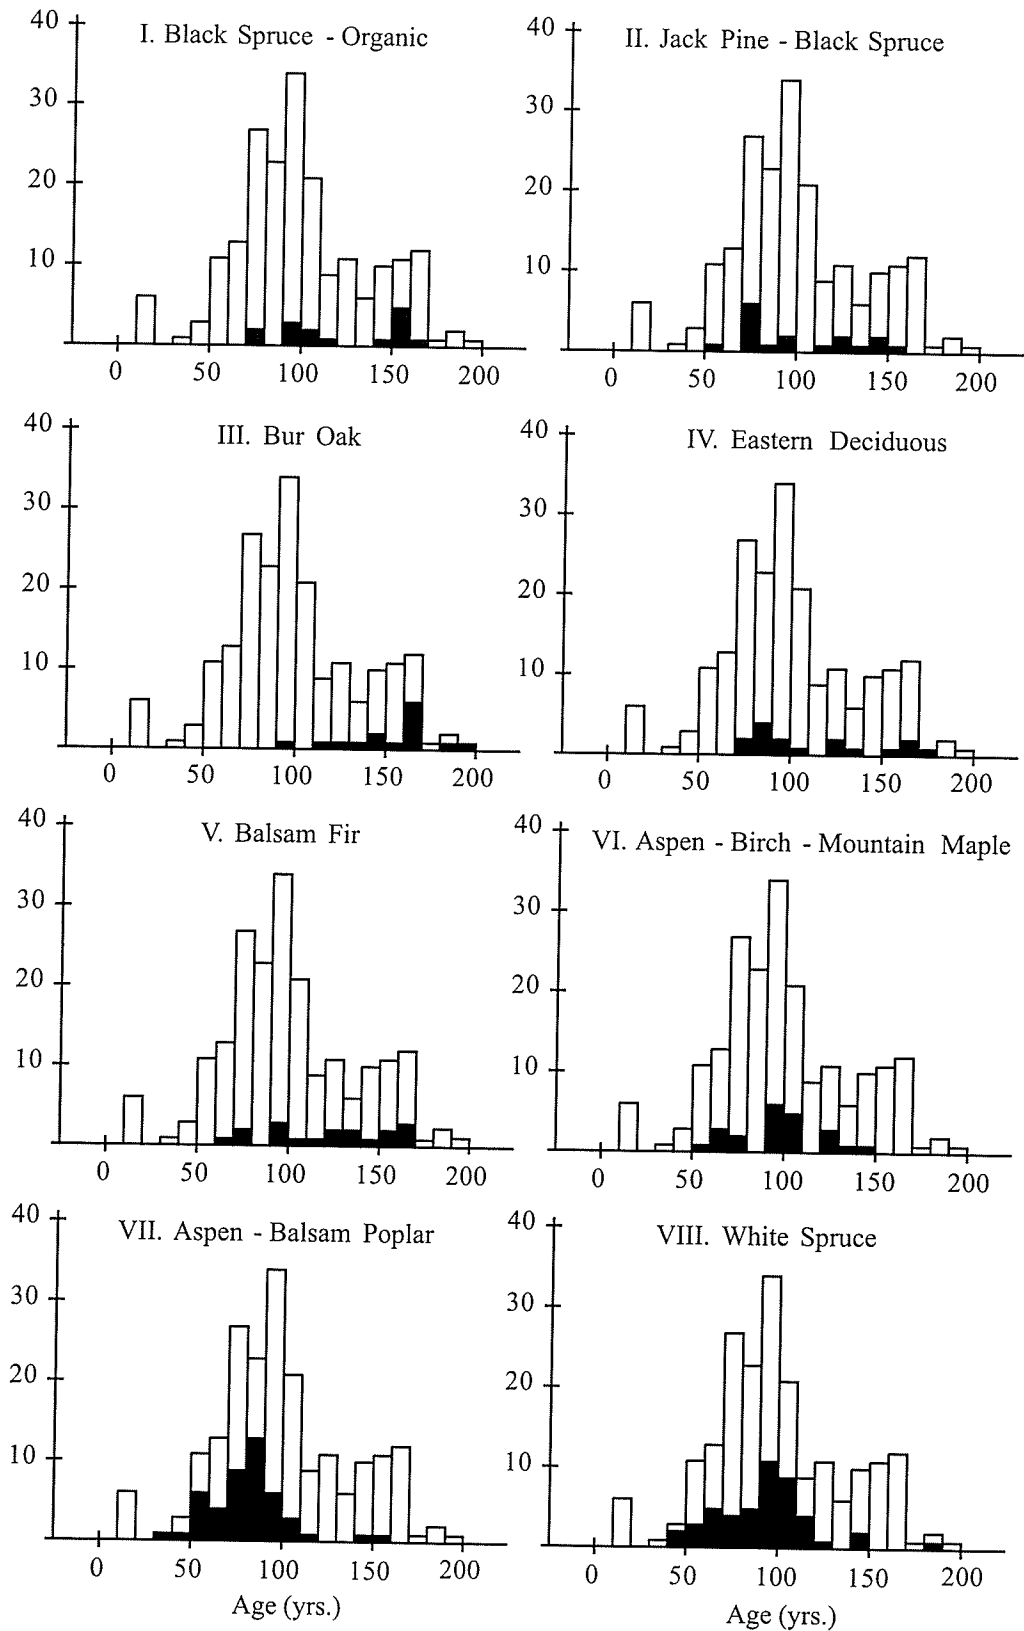 I. Black Spruce - Organic
40
30
20
10
0 50 100 150 200
II. Jack Pine - Black Spruce
40
30
20
10
0 50 100 150 200
III. Bur Oak
40
30
20
10
0 50 100 150 200
IV. Eastern Deciduous
40
30
20
10
0 50 100 150 200
V. Balsam Fir
40
30
20
10
0 50 100 150 200
VI. Aspen - Birch - Mountain Maple
40
30
20
10
0 50 100 150 200
VII. Aspen - Balsam Poplar
40
30
20
10
0 50 100 150 200
Age (yrs.)
VIII. White Spruce
40
30
20
10
0 50 100 150 200
Age (yrs.)